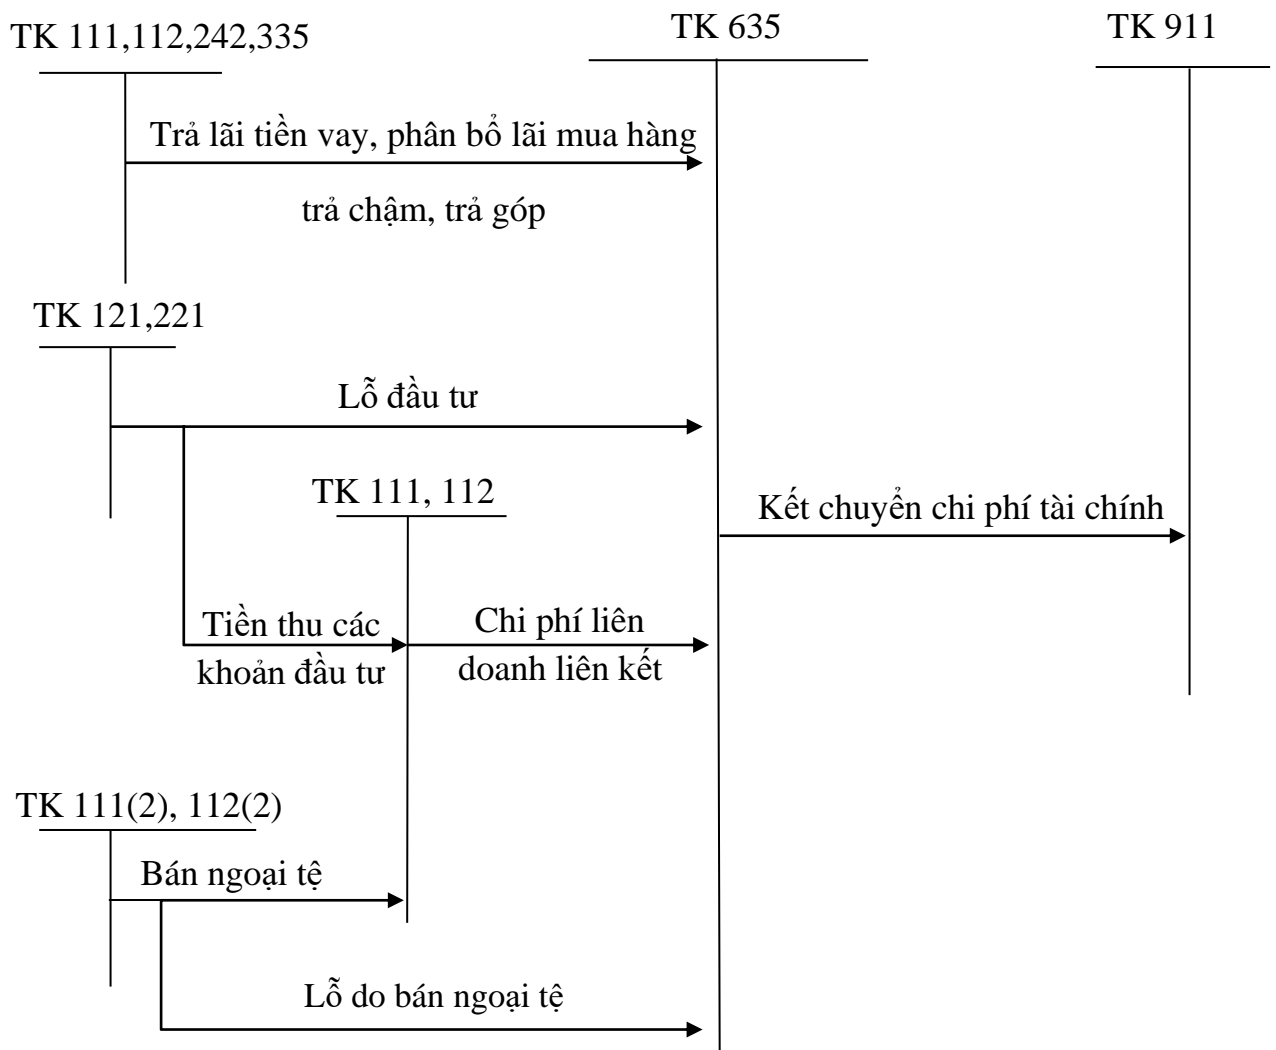 TK 111,112,242,335
TK 635
TK 911
Trả lãi tiền vay, phân bổ lãi mua hàng
trả chậm, trả góp
TK 121,221
Lỗ đầu tư
TK 111, 112
Kết chuyển chi phí tài chính
Tiền thu các
khoản đầu tư
Chi phí liên
doanh liên kết
TK 111(2), 112(2)
Bán ngoại tệ
Lỗ do bán ngoại tệ